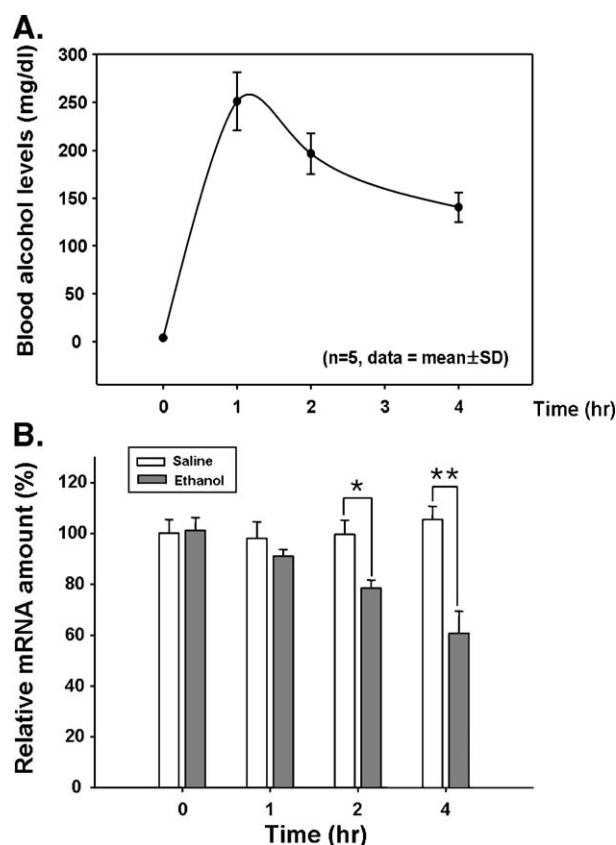 A.
Blood alcohol levels (mg/dl)
300
250
200
150
100
50
0
(n=5, data = mean±SD)
0 1 2 3 4 Time (hr)
B.
Relative mRNA amount (%)
Saline
Ethanol
120
100
80
60
40
20
0
* **
0 1 2 4
Time (hr)